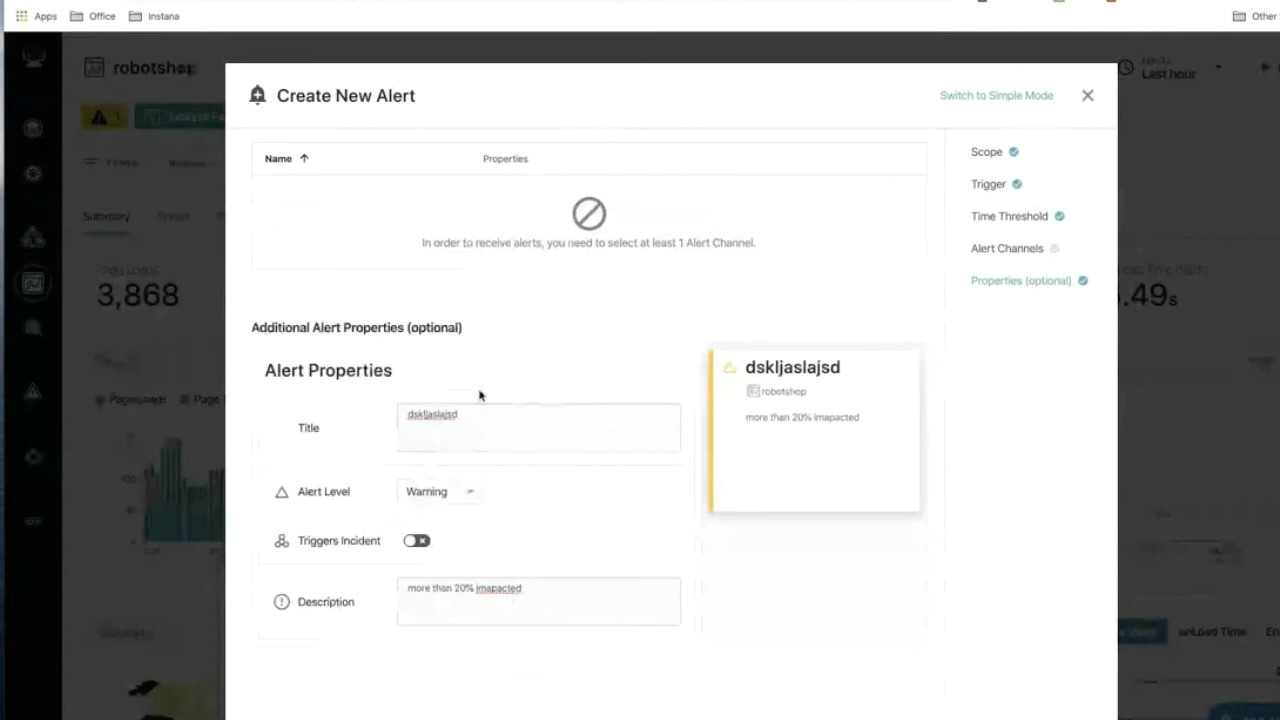 Apps Office Instana Other
robotshop
Last hour
Create New Alert
Switch to Simple Mode
Name Properties
In order to receive alerts, you need to select at least 1 Alert Channel.
Scope
Trigger
Time Threshold
Alert Channels
Properties (optional)
Summary
3,868
.49s
Additional Alert Properties (optional)
Alert Properties
Title
dskljaslajsd
Alert Level
Warning
Triggers Incident
Description
more than 20% imapacted
dskljaslajsd
robotshop
more than 20% imapacted
Page
onLoad Time